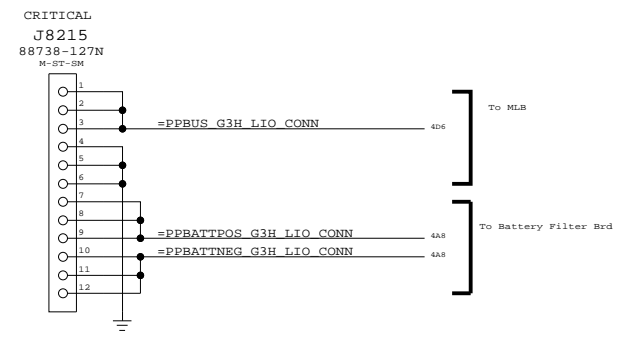 CRITICAL
J8215
88738-127N
M-ST-SM
1
2
3
=PPBUS_G3H_LIO_CONN
4D6
To MLB
4
5
6
7
8
9
=PPBATTPOS_G3H_LIO_CONN
4A8
To Battery Filter Brd
10
=PPBATTNEG_G3H_LIO_CONN
4A8
11
12